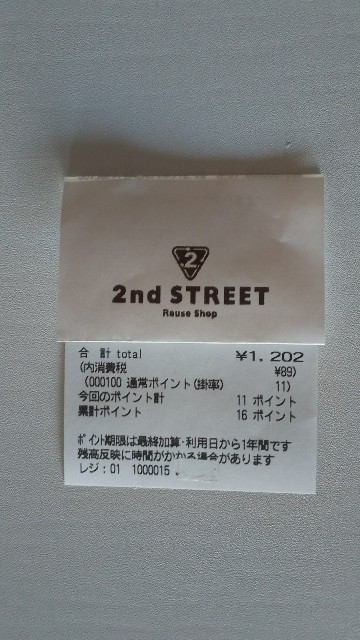 2
2nd STREET
Reuse Shop
合 計 total ¥1,202
(内消費税 ¥89)
(000100 通常ポイント(掛率) 11)
今回のポイント計 11 ポイント
累計ポイント 16 ポイント
ポイント期限は最終加算・利用日から1年間です
残高反映に時間がかかる場合があります
レジ:01 1000015